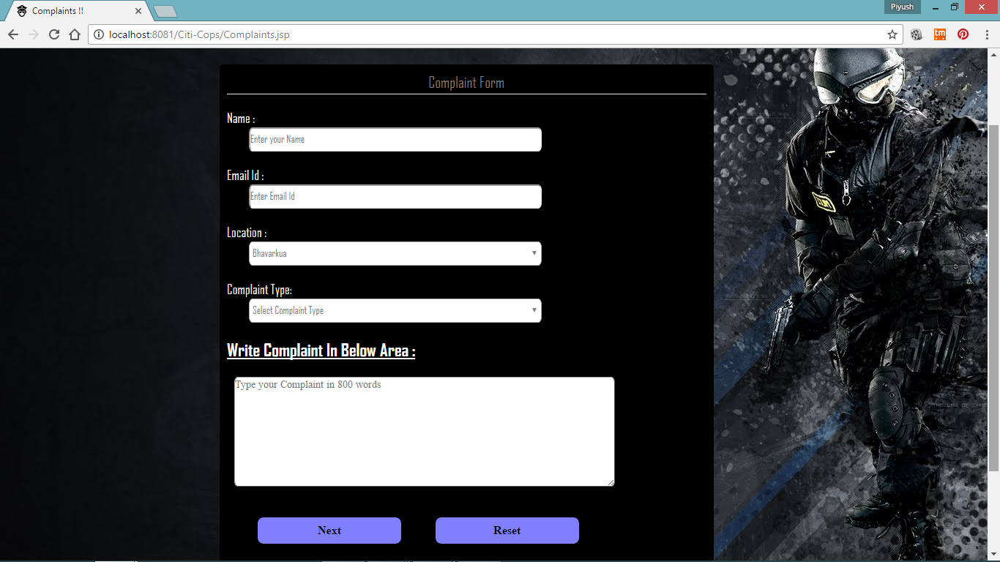 Complaints !!
Piyush
localhost:8081/Citi-Cops/Complaints.jsp
tm
Complaint Form
Name :
Enter your Name
Email Id :
Enter Email Id
Location :
Bhavarkua
Complaint Type:
Select Complaint Type
Write Complaint In Below Area :
Type your Complaint in 800 words
Next
Reset